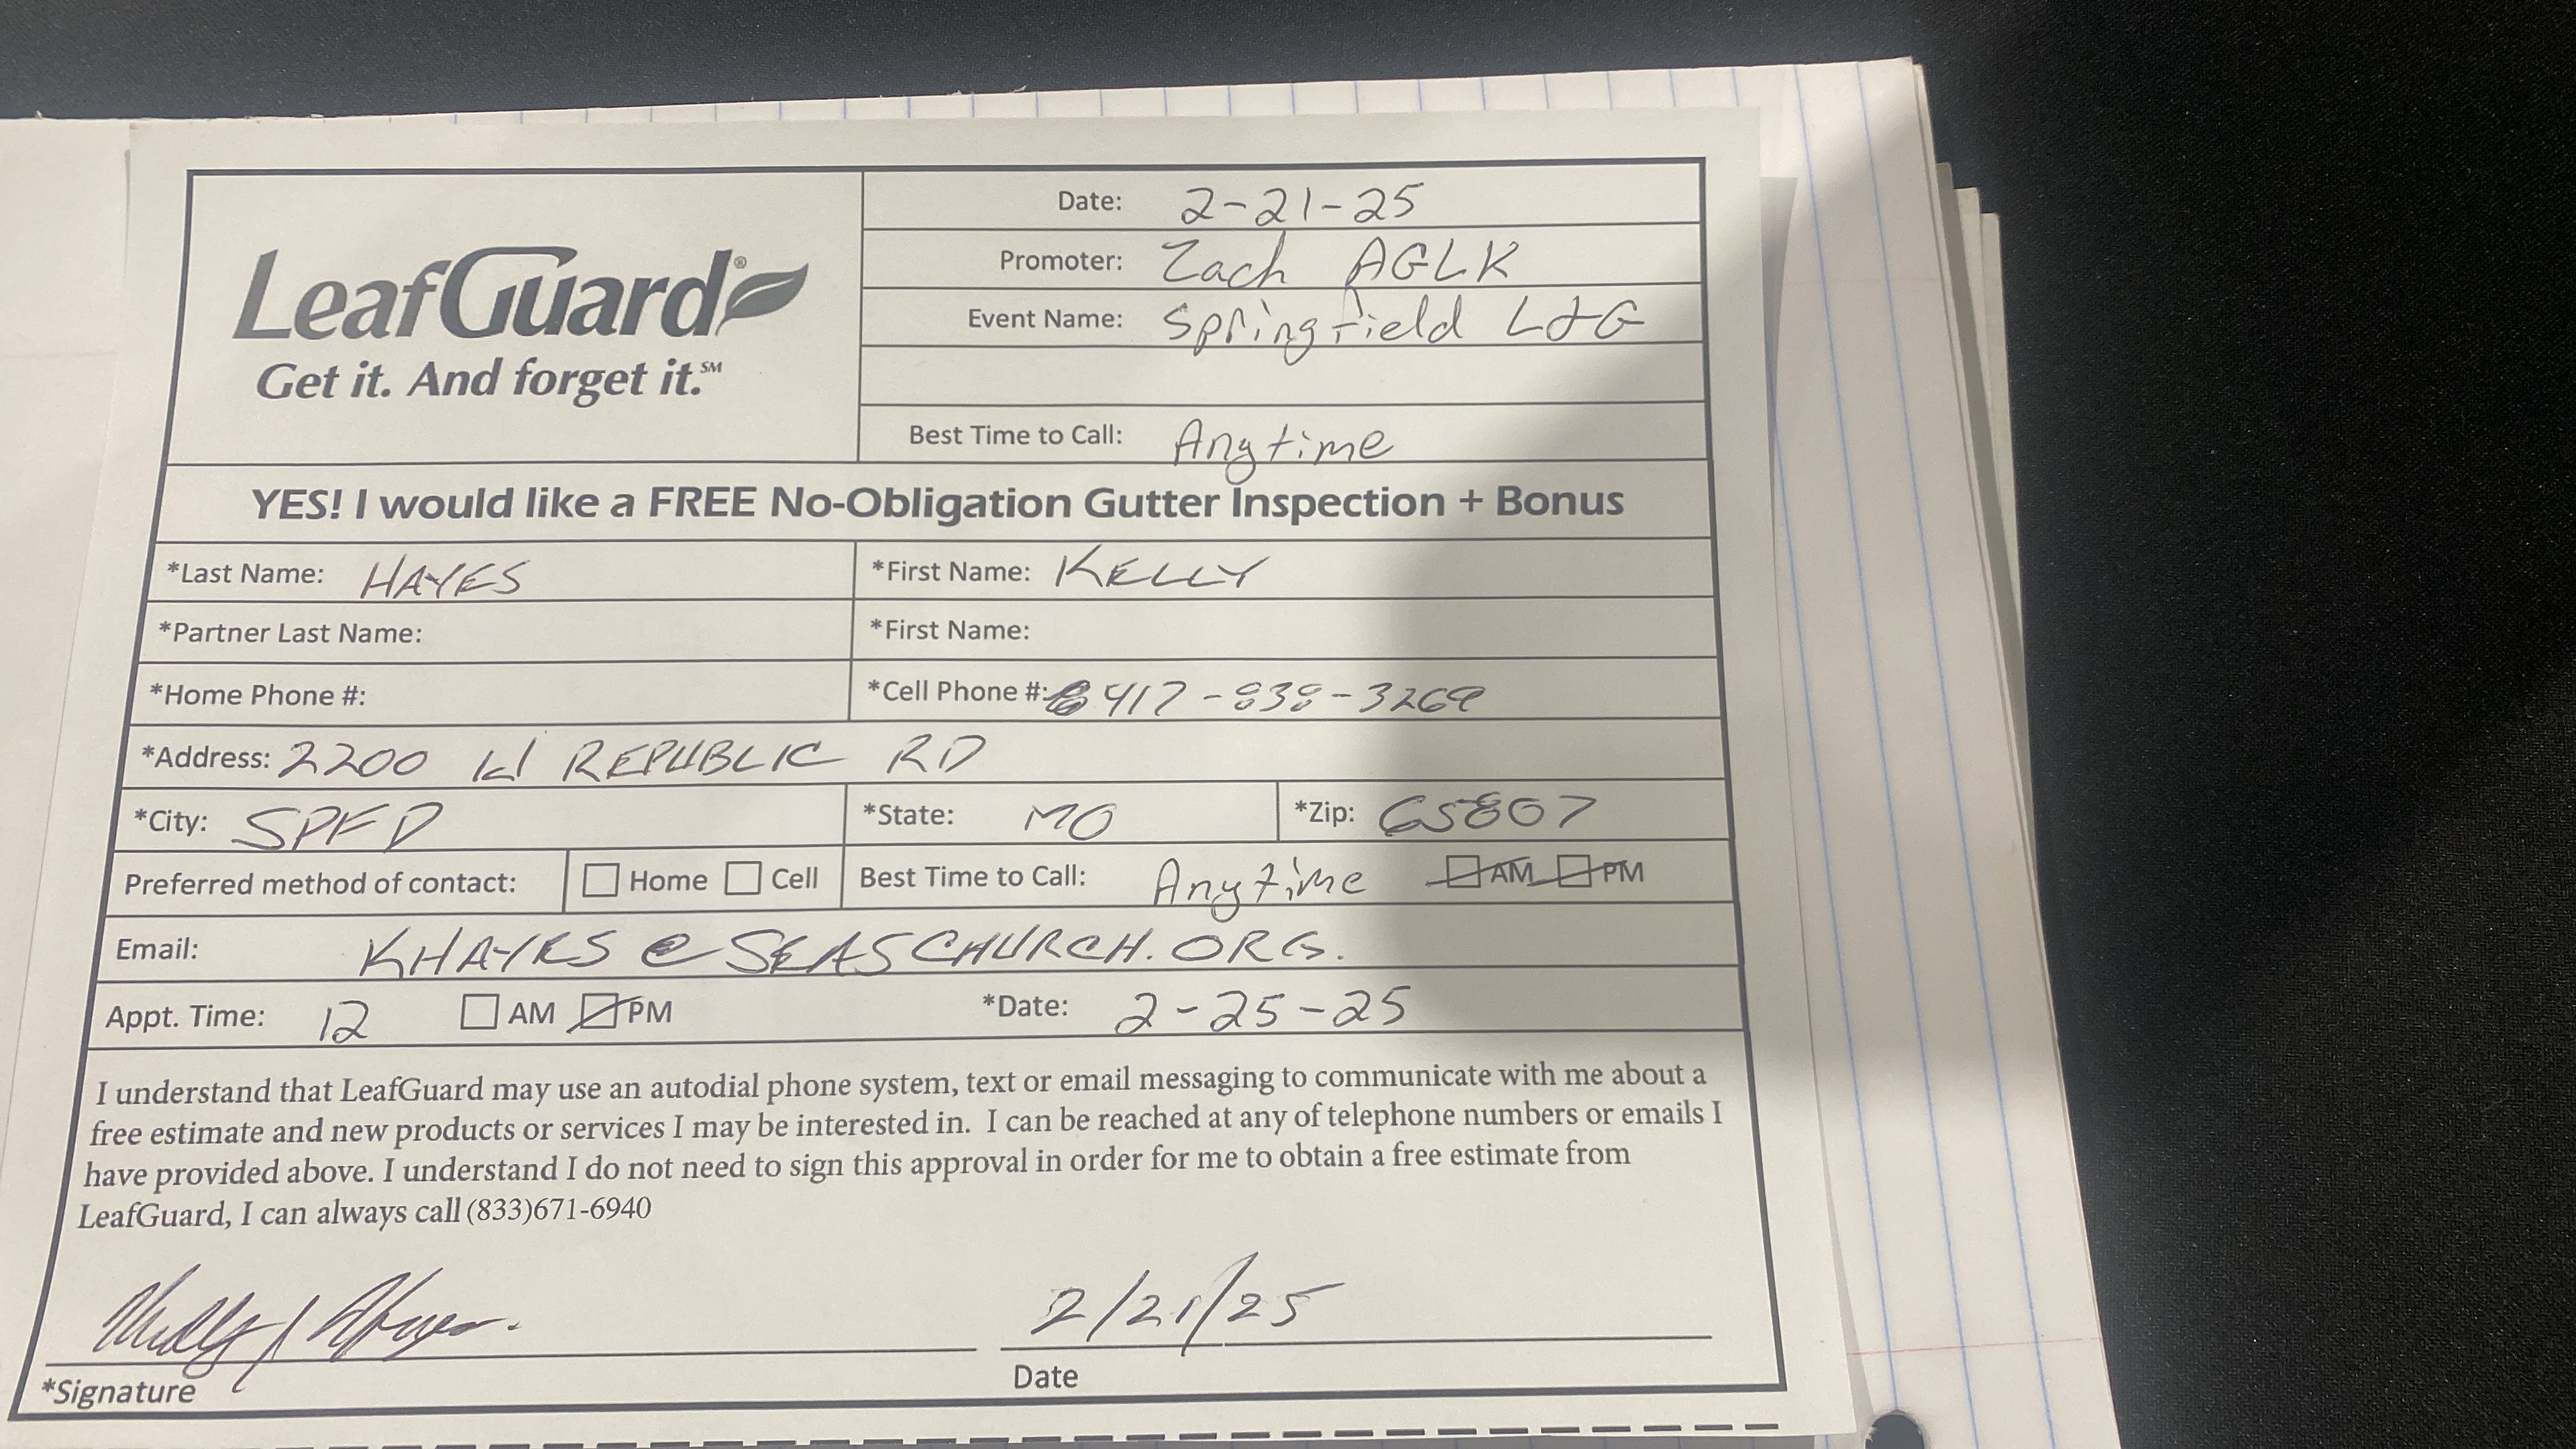 LeafGuard®
Get it. And forget it.℠
Date: 2-21-25
Promoter: Zach AGLK
Event Name: Springfield L+G
Best Time to Call: Anytime
YES! I would like a FREE No-Obligation Gutter Inspection + Bonus
*Last Name: HAYES *First Name: KELLY
*Partner Last Name: *First Name:
*Home Phone #: *Cell Phone #: 417-839-3269
*Address: 2200 W REPUBLIC RD
*City: SPFD *State: MO *Zip: 65807
Preferred method of contact: Home Cell Best Time to Call: Anytime AM PM
Email: KHAYES@SEASCHURCH.ORG.
Appt. Time: 12 AM PM *Date: 2-25-25
I understand that LeafGuard may use an autodial phone system, text or email messaging to communicate with me about a
free estimate and new products or services I may be interested in. I can be reached at any of telephone numbers or emails I
have provided above. I understand I do not need to sign this approval in order for me to obtain a free estimate from
LeafGuard, I can always call (833)671-6940
2/21/25
*Signature Date